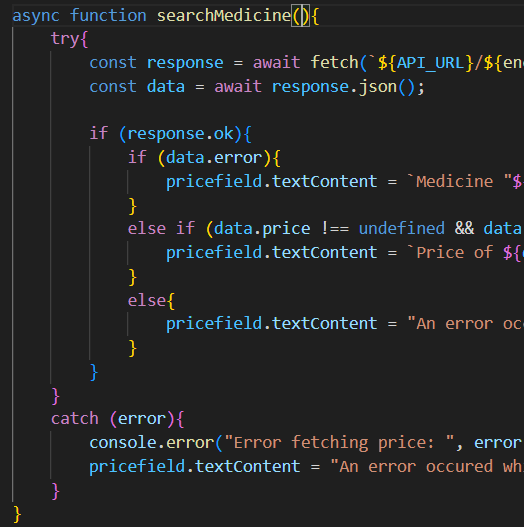 async function searchMedicine(){
try{
const response = await fetch(`${API_URL}/${en
const data = await response.json();
if (response.ok){
if (data.error){
pricefield.textContent = `Medicine "$
}
else if (data.price !== undefined && data
pricefield.textContent = `Price of ${
}
else{
pricefield.textContent = "An error oc
}
}
}
catch (error){
console.error("Error fetching price: ", error
pricefield.textContent = "An error occured wh
}
}